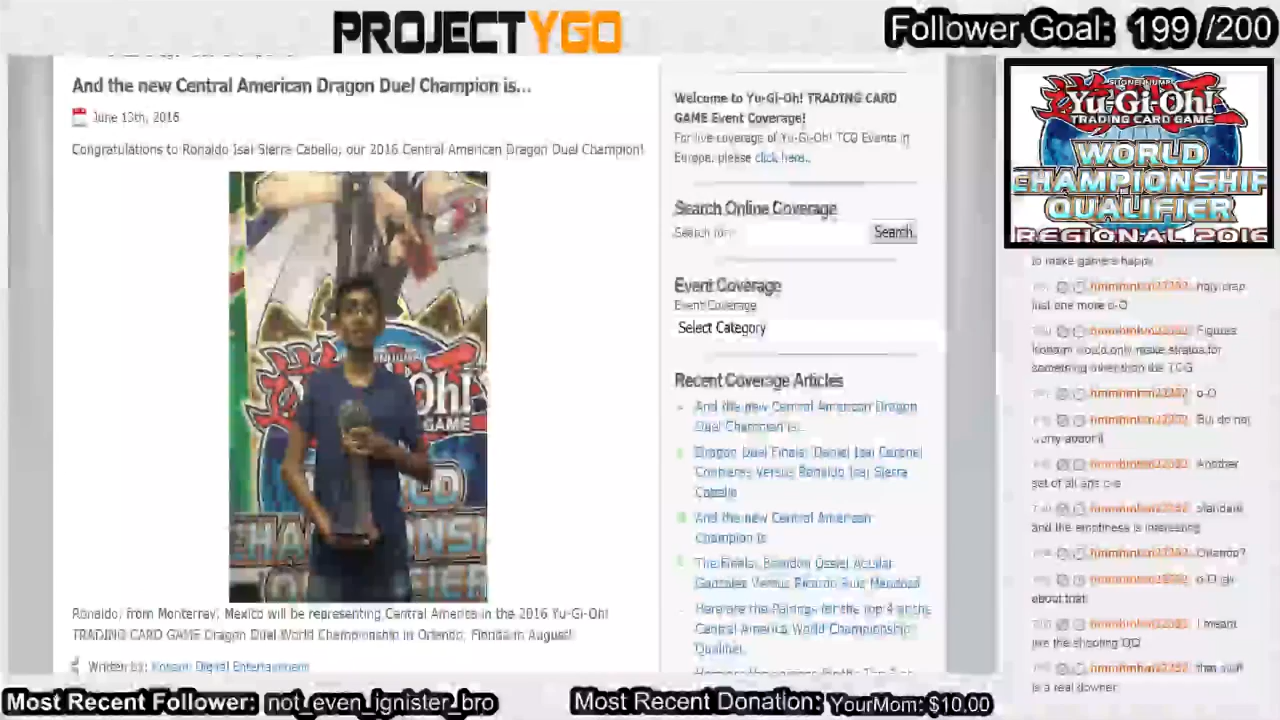 PROJECTYGO
Follower Goal: 199 /200
And the new Central American Dragon Duel Champion is...
June 13th, 2016
Congratulations to Ronaldo Isai Sierra Cabello, our 2016 Central American Dragon Duel Champion!
Ronaldo, from Monterrey, Mexico will be representing Central America in the 2016 Yu-Gi-Oh!
TRADING CARD GAME Dragon Duel World Championship in Orlando, Florida in August!
Written by: Konami Digital Entertainment
Welcome to Yu-Gi-Oh! TRADING CARD
GAME Event Coverage!
For live coverage of Yu-Gi-Oh! TCG Events in
Europe, please click here..
Search Online Coverage
Search for:
Search
Event Coverage
Event Coverage
Select Category
Recent Coverage Articles
And the new Central American Dragon
Duel Champion is...
Dragon Duel Finals: Daniel Isai Coronel
Contreras Versus Ronaldo Isai Sierra
Cabello
And the new Central American
Champion is
The Finals: Brandon Osniel Aguilar
Gonzalez Versus Ricardo Ruiz Mendoza
Here are the Pairings for the Top 4 of the
Central America World Championship
Qualifier
Yu-Gi-Oh!
TRADING CARD GAME
WORLD
CHAMPIONSHIP
QUALIFIER
REGIONAL 2016
to make gamers happy
holy crap
just one more o-O
Figures
konami would only make stratos for
something other than the TCG
o-O
But do not
worry about it
Another
set of all arts o-o
standard
and the emptiness is interesting
Orlando?
about that
I meant
like the shooting
that stuff
is a real downer
Most Recent Follower: not_even_ignister_bro
Most Recent Donation: YourMom: $10.00